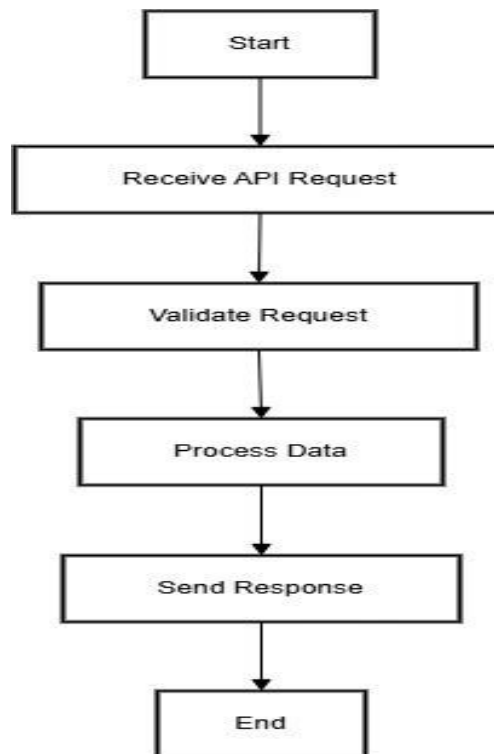 Start
Receive API Request
Validate Request
Process Data
Send Response
End